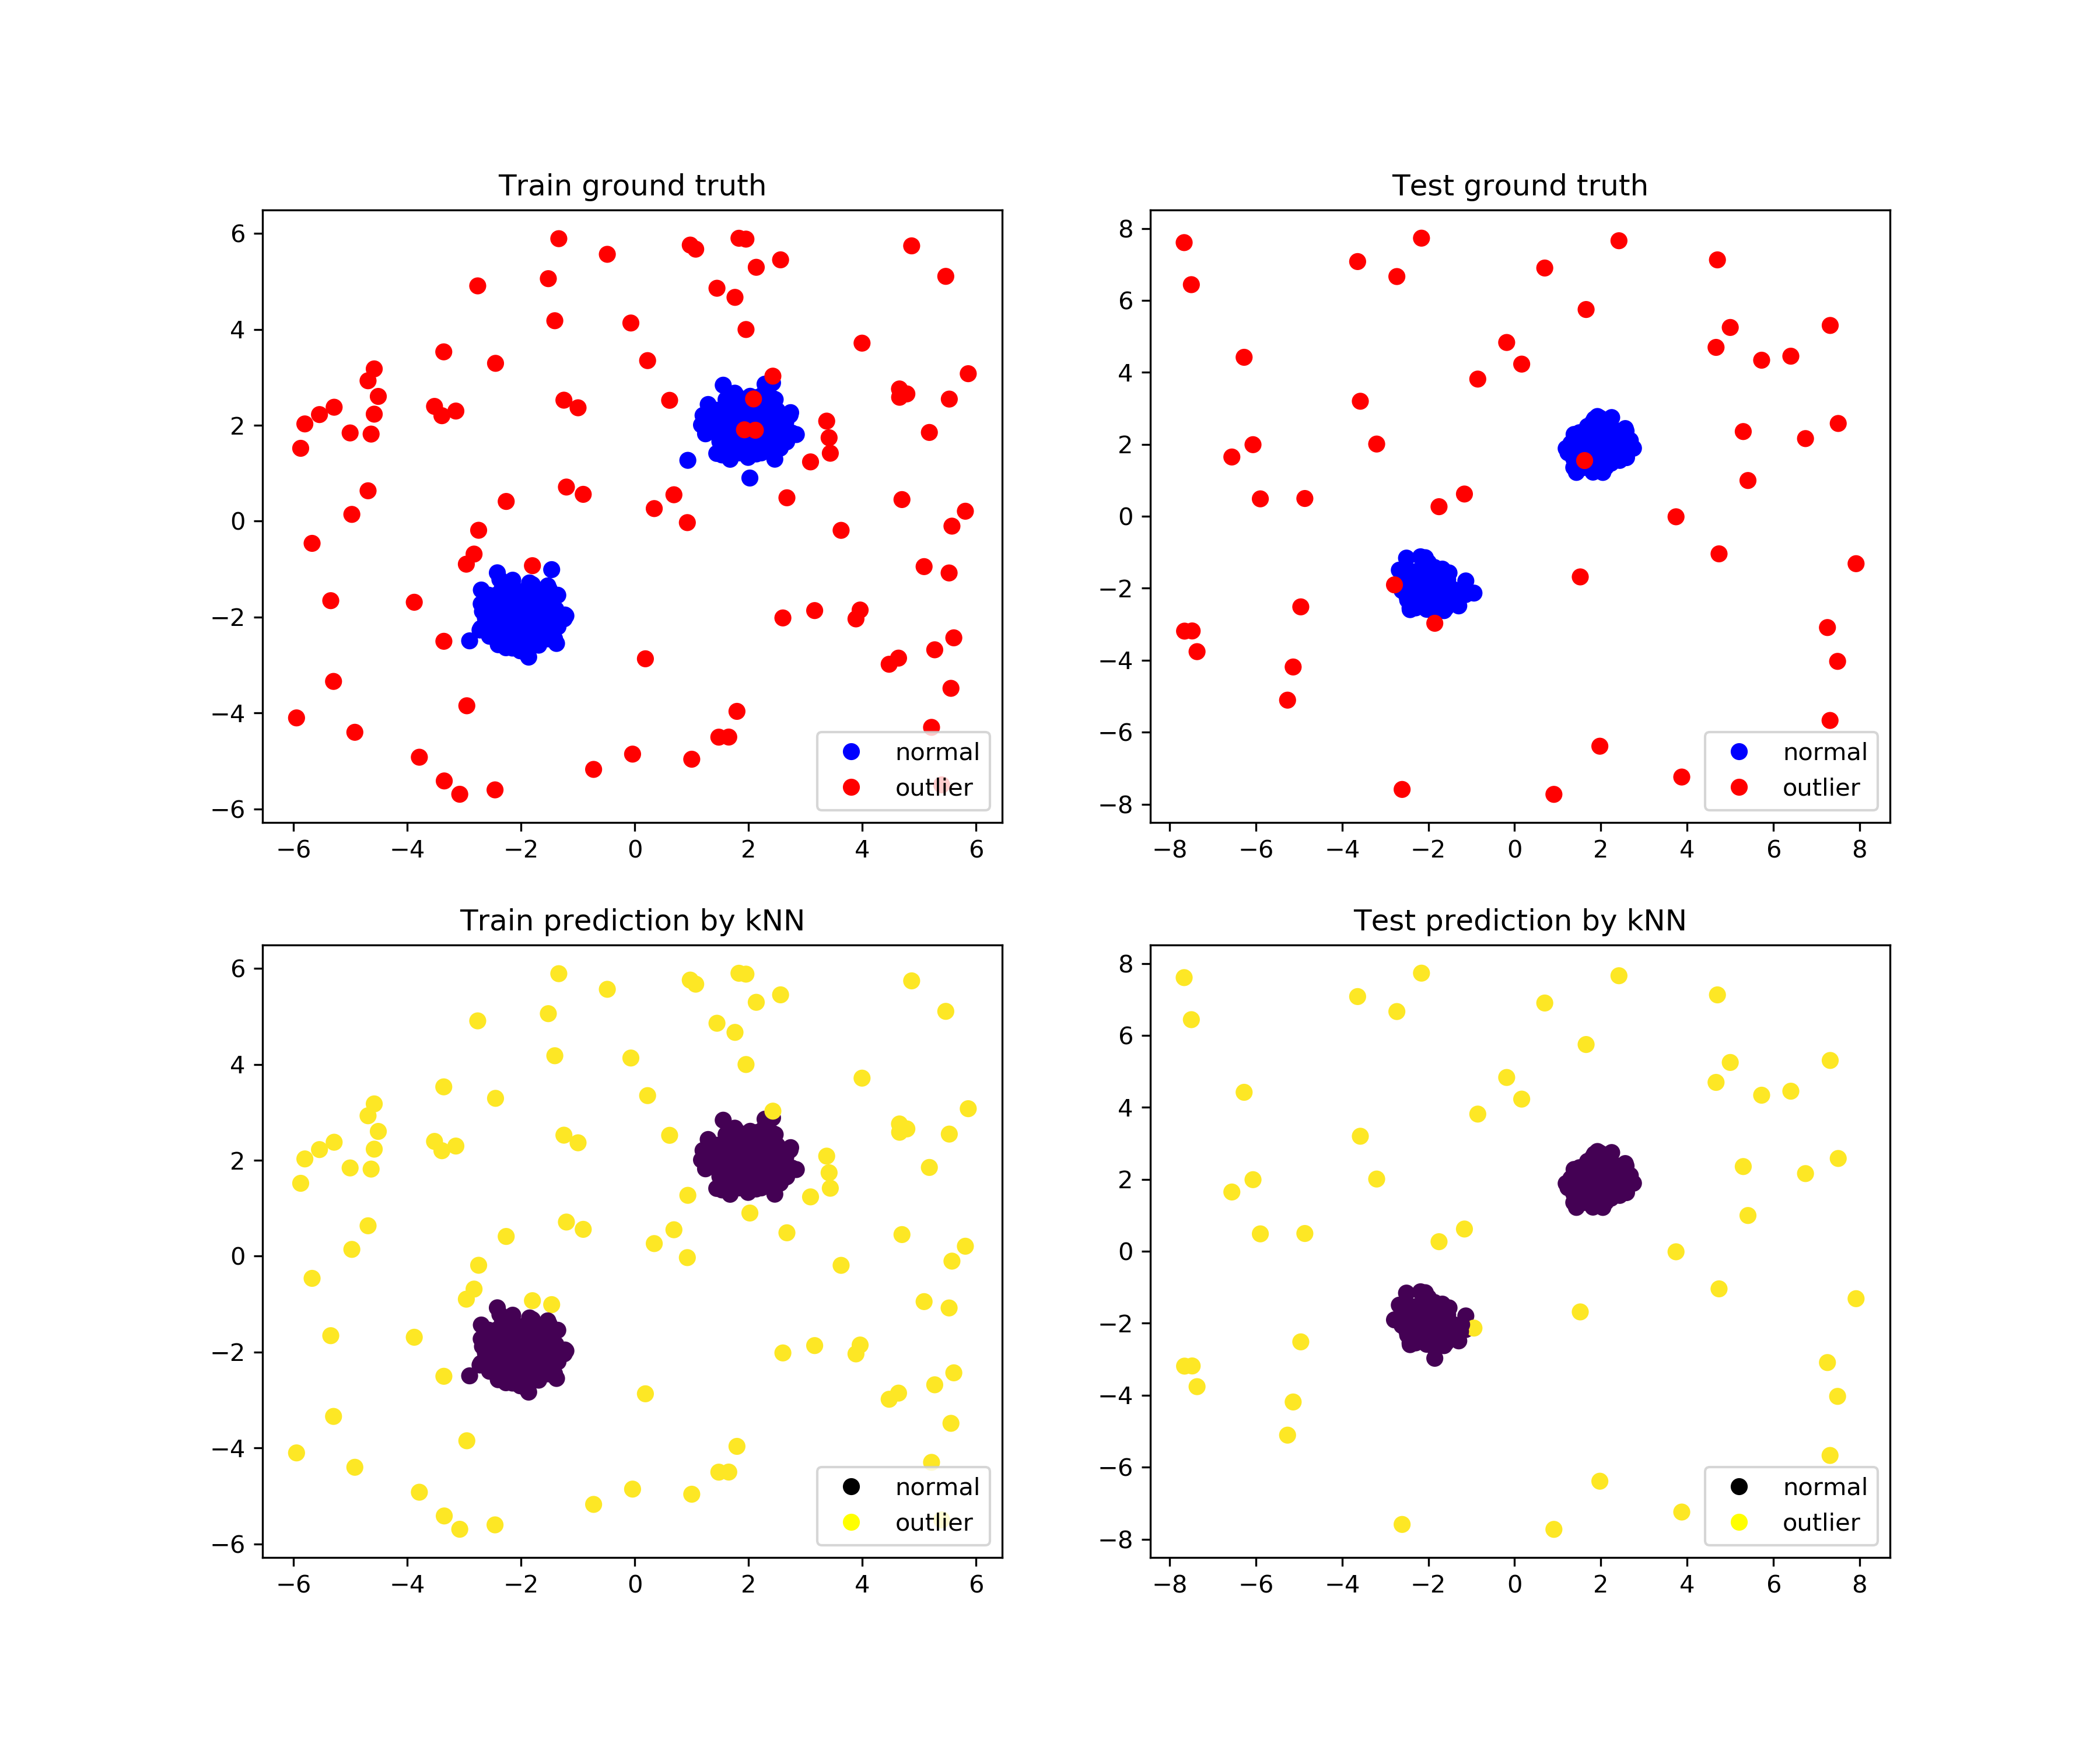 Train ground truth
6
4
2
0
−2
−4
−6
−6 −4 −2 0 2 4 6
normal
outlier
Test ground truth
8
6
4
2
0
−2
−4
−6
−8
−8 −6 −4 −2 0 2 4 6 8
normal
outlier
Train prediction by kNN
6
4
2
0
−2
−4
−6
−6 −4 −2 0 2 4 6
normal
outlier
Test prediction by kNN
8
6
4
2
0
−2
−4
−6
−8
−8 −6 −4 −2 0 2 4 6 8
normal
outlier